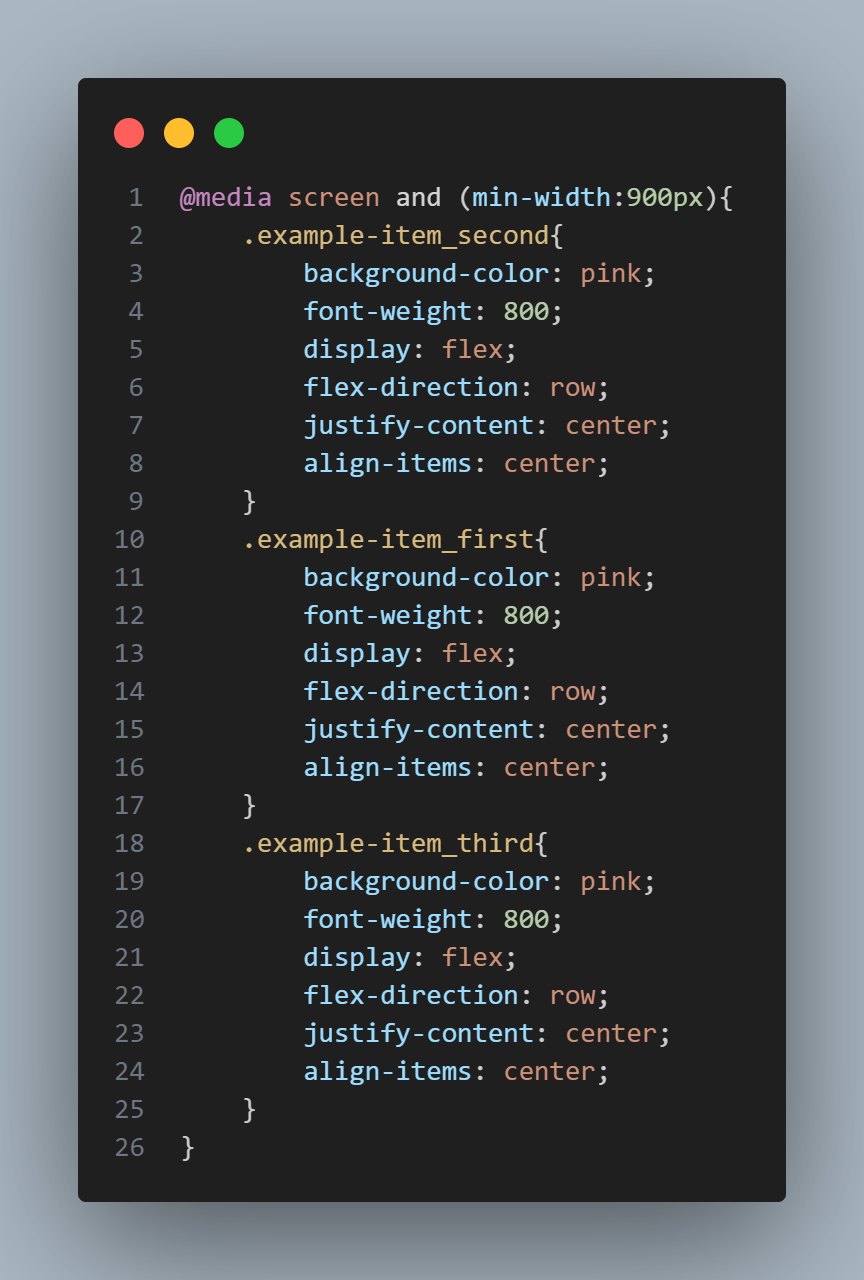 1 @media screen and (min-width:900px){
2     .example-item_second{
3         background-color: pink;
4         font-weight: 800;
5         display: flex;
6         flex-direction: row;
7         justify-content: center;
8         align-items: center;
9     }
10     .example-item_first{
11         background-color: pink;
12         font-weight: 800;
13         display: flex;
14         flex-direction: row;
15         justify-content: center;
16         align-items: center;
17     }
18     .example-item_third{
19         background-color: pink;
20         font-weight: 800;
21         display: flex;
22         flex-direction: row;
23         justify-content: center;
24         align-items: center;
25     }
26 }